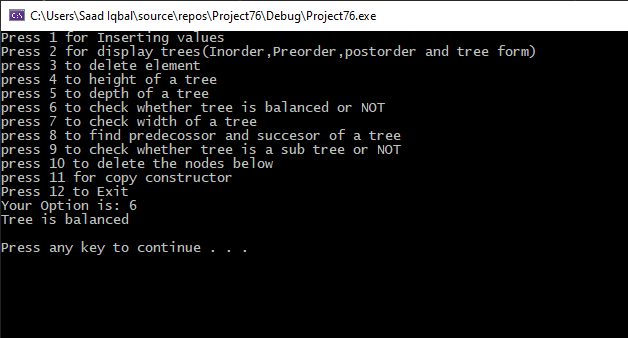 C:\Users\Saad Iqbal\source\repos\Project76\Debug\Project76.exe
Press 1 for Inserting values
Press 2 for display trees(Inorder,Preorder,postorder and tree form)
press 3 to delete element
press 4 to height of a tree
press 5 to depth of a tree
press 6 to check whether tree is balanced or NOT
press 7 to check width of a tree
press 8 to find predecossor and succesor of a tree
press 9 to check whether tree is a sub tree or NOT
press 10 to delete the nodes below
press 11 for copy constructor
Press 12 to Exit
Your Option is: 6
Tree is balanced
Press any key to continue . . .